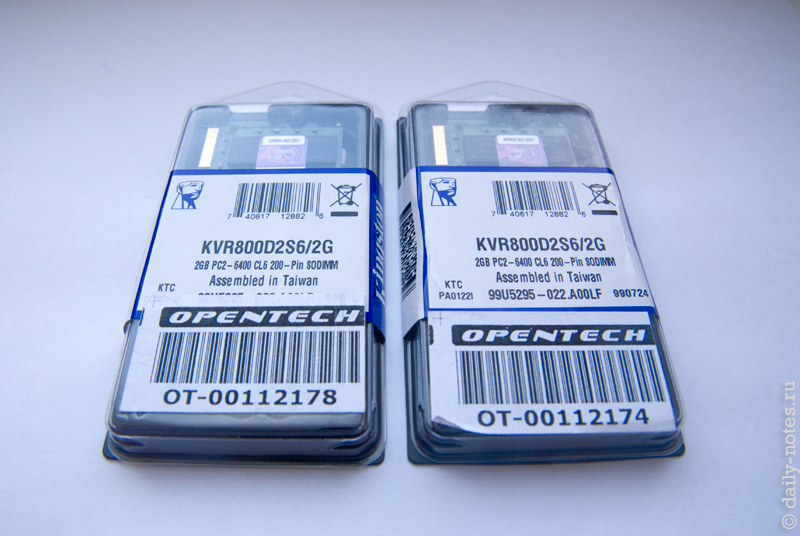 7 40617 12882 6
KVR800D2S6/2G
2GB PC2-6400 CL6 200-Pin SODIMM
Assembled in Taiwan
KTC
Kingston
OPENTECH
OT-00112178
7 40617 12882 6
KVR800D2S6/2G
2GB PC2-6400 CL6 200-Pin SODIMM
Assembled in Taiwan
KTC
PA0122I 99U5295-022.A00LF 990724
OPENTECH
OT-00112174
© daily-notes.ru